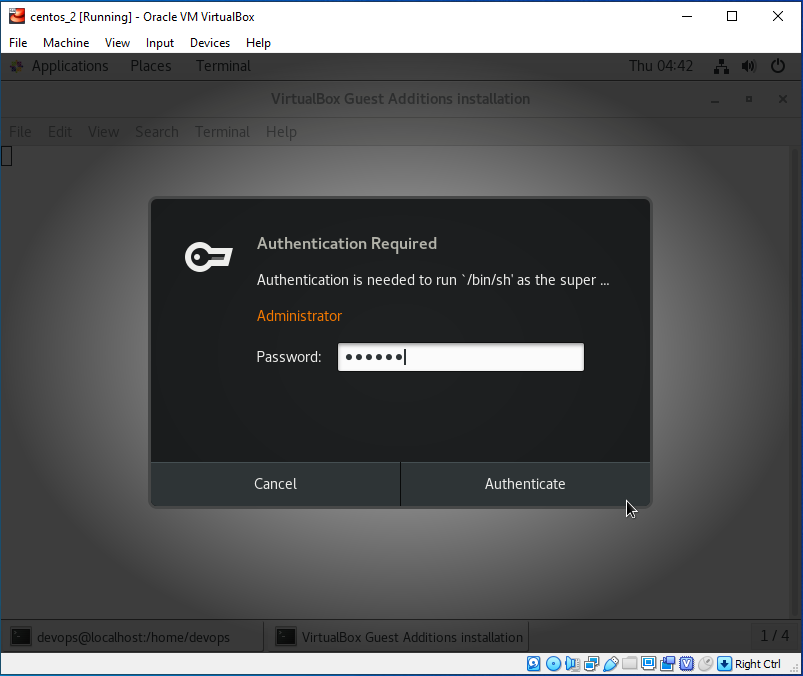 centos_2 [Running] - Oracle VM VirtualBox
File Machine View Input Devices Help
Applications Places Terminal Thu 04:42
VirtualBox Guest Additions installation
File Edit View Search Terminal Help
Authentication Required
Authentication is needed to run `/bin/sh' as the super ...
Administrator
Password: ●●●●●●
Cancel Authenticate
devops@localhost:/home/devops VirtualBox Guest Additions installation 1 / 4
Right Ctrl